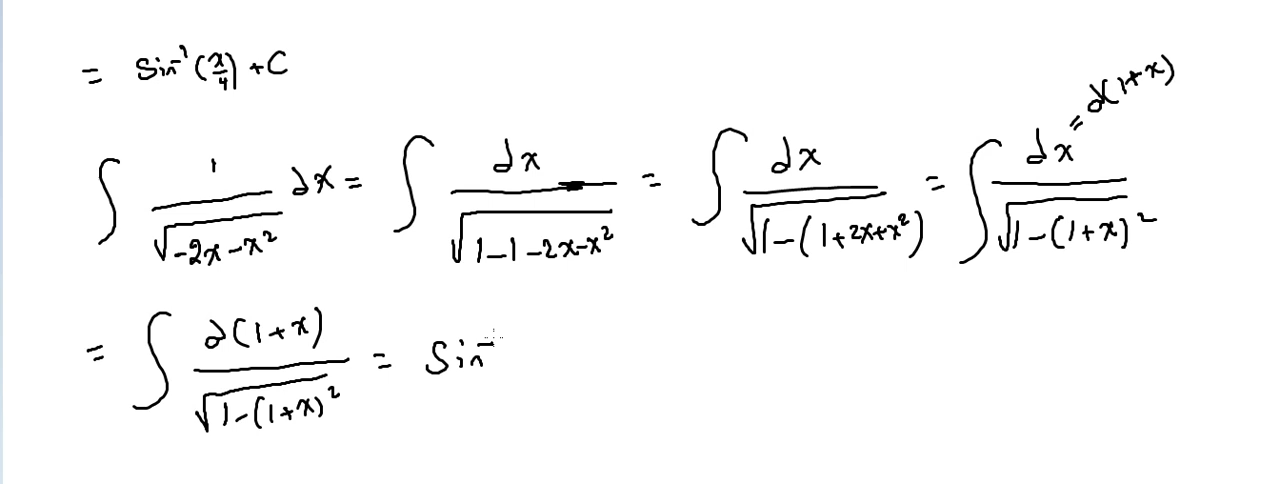 = Sin⁻¹(x/4) + C
∫ 1/√(-2x-x²) dx = ∫ dx/√(1-1-2x-x²) = ∫ dx/√(1-(1+2x+x²)) = ∫ dx = d(1+x)/√(1-(1+x)²)
= ∫ d(1+x)/√(1-(1+x)²) = Sin⁻